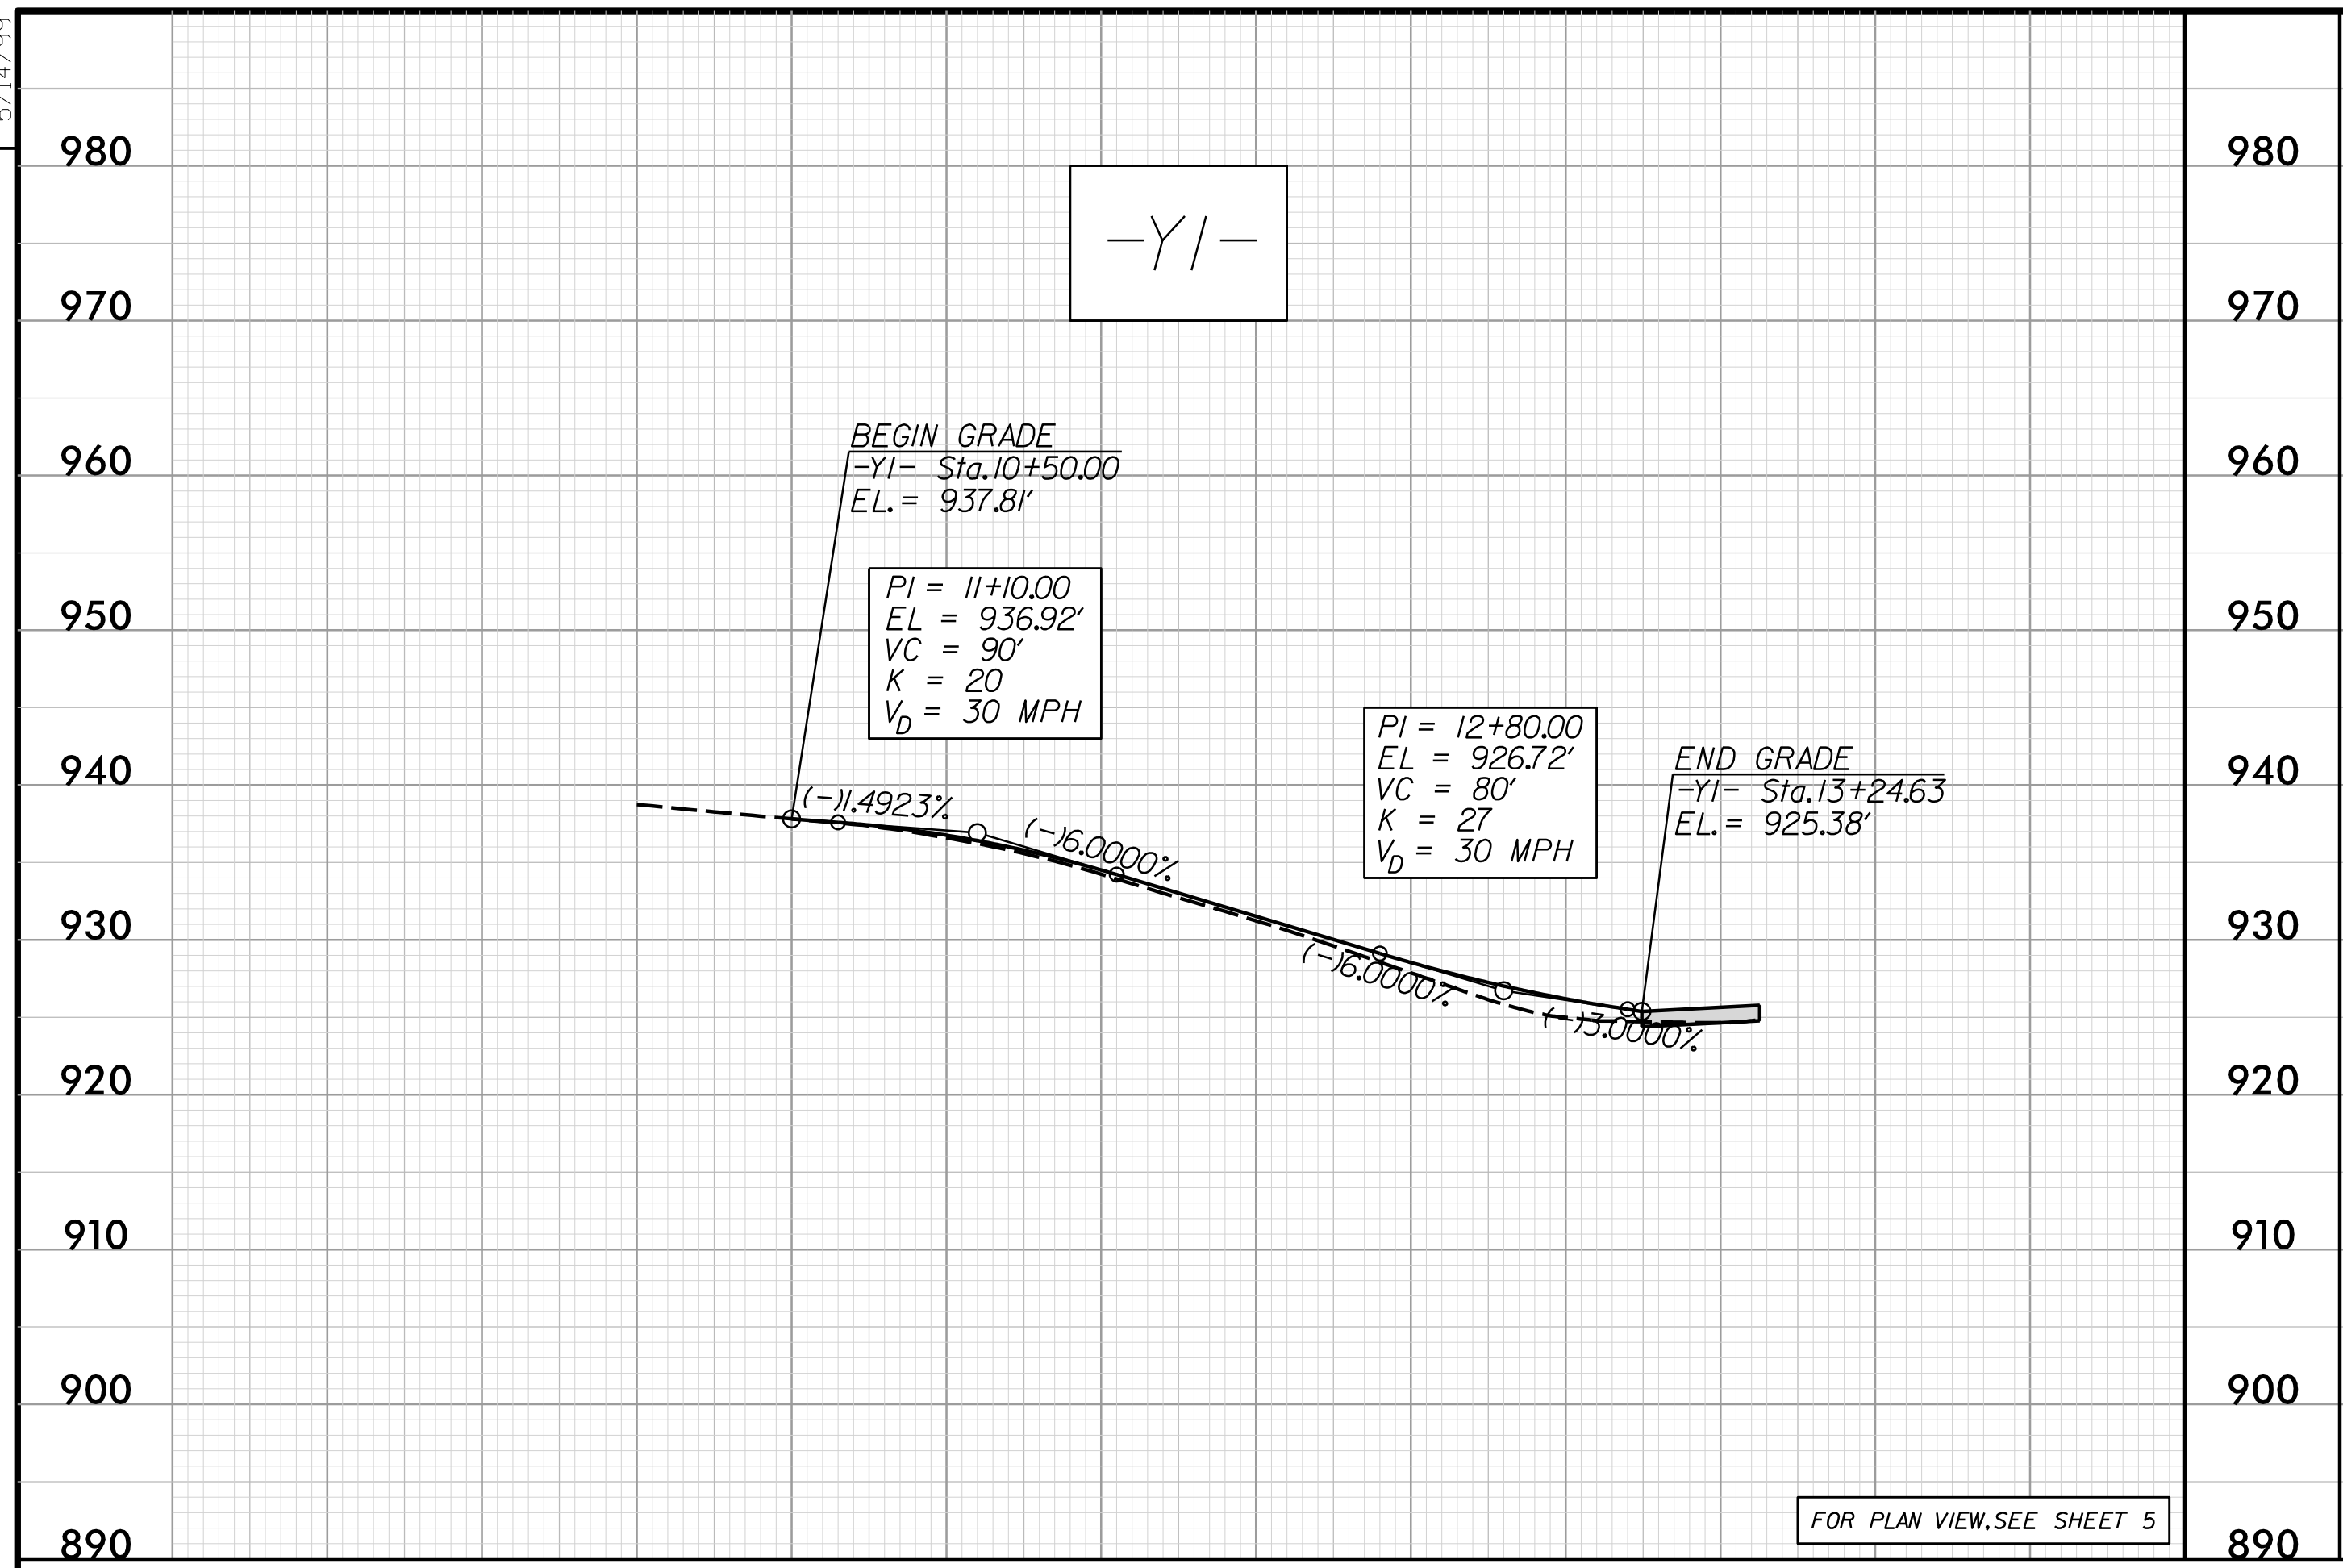 5/14/99
980
980
-Y1-
970
970
BEGIN GRADE
960
-Y1- Sta.10+50.00
960
EL.= 937.81'
PI = 11+10.00
EL = 936.92'
950
950
VC = 90'
K = 20
VD = 30 MPH
PI = 12+80.00
EL = 926.72'
VC = 80'
K = 27
VD = 30 MPH
END GRADE
940
-Y1- Sta.13+24.63
940
EL.= 925.38'
(-)1.4923%
(-)6.0000%
930
930
(-)6.0000%
(-)3.0000%
920
920
910
910
900
900
FOR PLAN VIEW, SEE SHEET 5
890
890